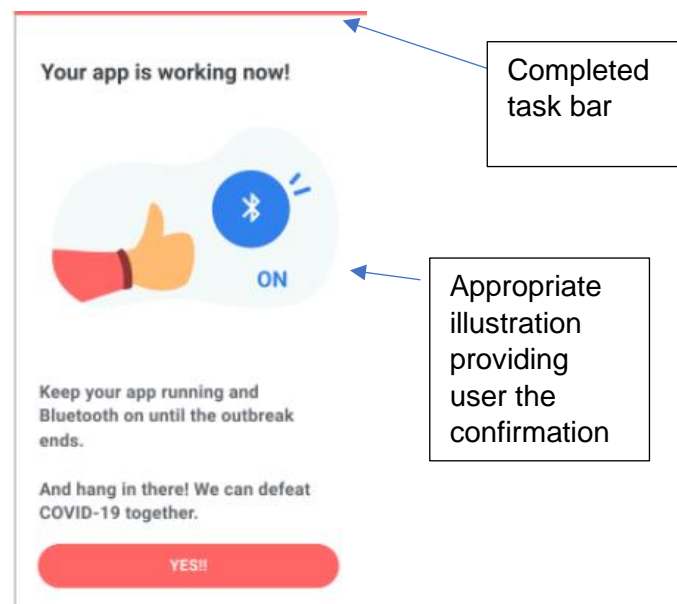 Your app is working now!
Completed
task bar
ON
Appropriate
illustration
providing
user the
confirmation
Keep your app running and
Bluetooth on until the outbreak
ends.
And hang in there! We can defeat
COVID-19 together.
YES!!